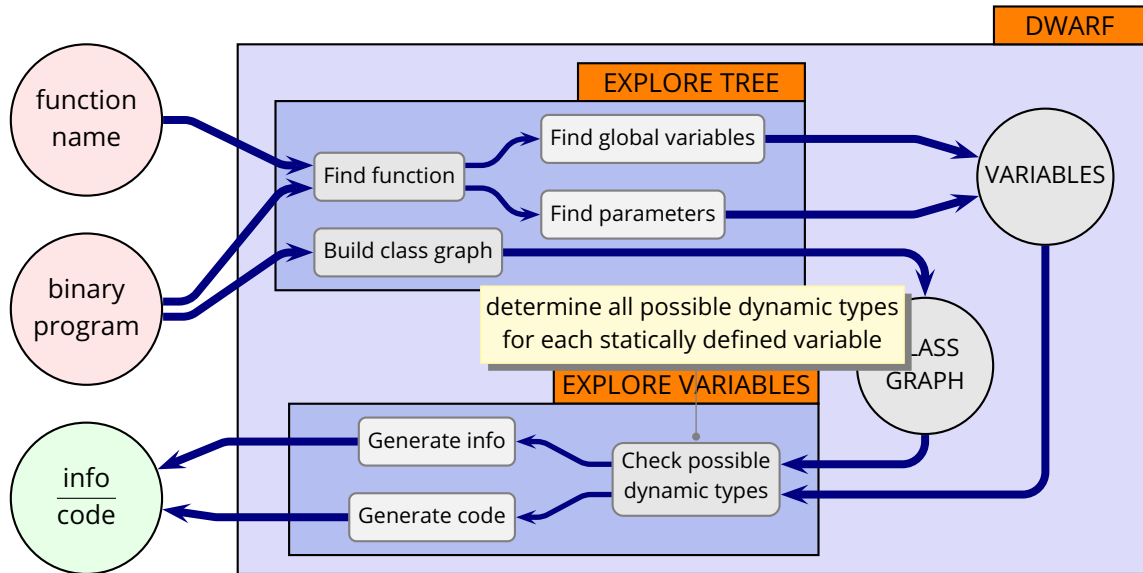 DWARF
function
name
EXPLORE TREE
Find global variables
Find function
VARIABLES
Find parameters
Build class graph
binary
program
determine all possible dynamic types
for each statically defined variable
GRAPH
EXPLORE VARIABLES
Generate info
Check possible
dynamic types
info
code
Generate code